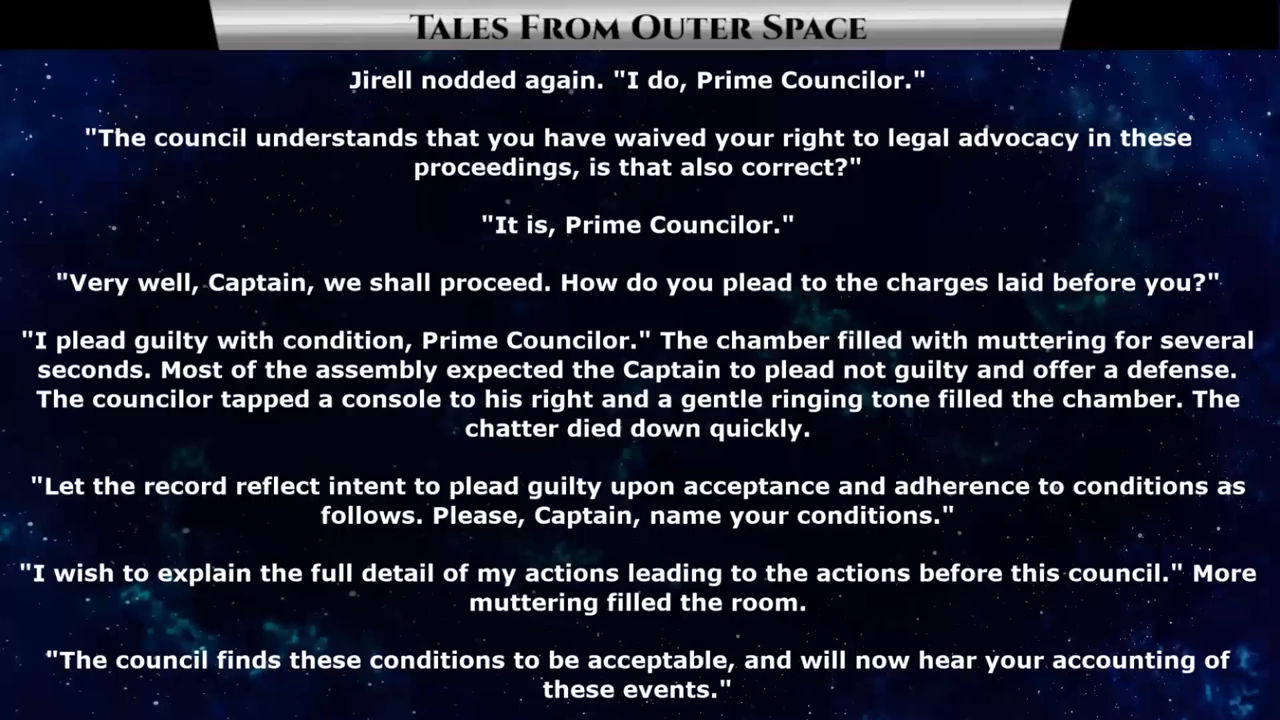 Tales From Outer Space
Jirell nodded again. "I do, Prime Councilor."
"The council understands that you have waived your right to legal advocacy in these
proceedings, is that also correct?"
"It is, Prime Councilor."
"Very well, Captain, we shall proceed. How do you plead to the charges laid before you?"
"I plead guilty with condition, Prime Councilor." The chamber filled with muttering for several
seconds. Most of the assembly expected the Captain to plead not guilty and offer a defense.
The councilor tapped a console to his right and a gentle ringing tone filled the chamber. The
chatter died down quickly.
"Let the record reflect intent to plead guilty upon acceptance and adherence to conditions as
follows. Please, Captain, name your conditions."
"I wish to explain the full detail of my actions leading to the actions before this council." More
muttering filled the room.
"The council finds these conditions to be acceptable, and will now hear your accounting of
these events."